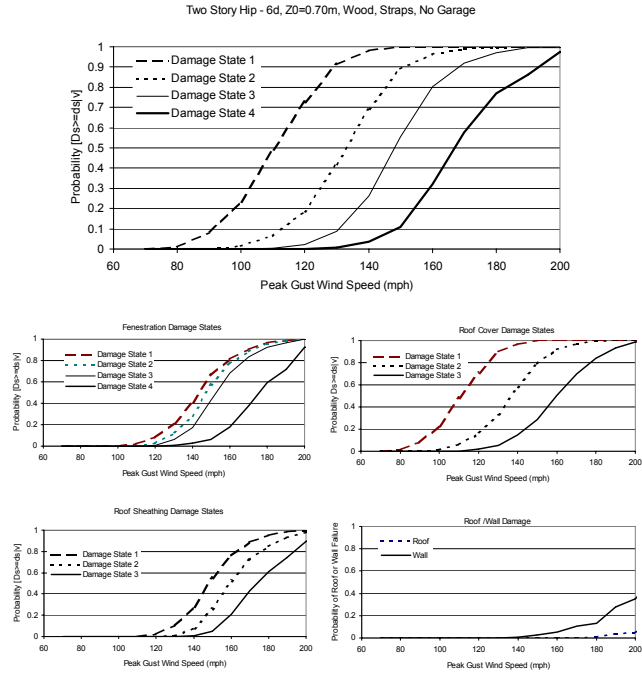 Two Story Hip - 6d, Z0=0.70m, Wood, Straps, No Garage
Probability [Ds>=ds|v]
1
0.9
0.8
0.7
0.6
0.5
0.4
0.3
0.2
0.1
0
Damage State 1
Damage State 2
Damage State 3
Damage State 4
60 80 100 120 140 160 180 200
Peak Gust Wind Speed (mph)
Fenestration Damage States
Probability [Ds>=ds|v]
1
0.8
0.6
0.4
0.2
0
Damage State 1
Damage State 2
Damage State 3
Damage State 4
60 80 100 120 140 160 180 200
Peak Gust Wind Speed (mph)
Roof Cover Damage States
Probability Ds>=ds|v]
1
0.8
0.6
0.4
0.2
0
Damage State 1
Damage State 2
Damage State 3
60 80 100 120 140 160 180 200
Peak Gust Wind Speed (mph)
Roof Sheathing Damage States
Probability [Ds>=ds|v]
1
0.8
0.6
0.4
0.2
0
Damage State 1
Damage State 2
Damage State 3
60 80 100 120 140 160 180 200
Peak Gust Wind Speed (mph)
Roof /Wall Damage
Probability of Roof or Wall Failure
1
0.8
0.6
0.4
0.2
0
Roof
Wall
60 80 100 120 140 160 180 200
Peak Gust Wind Speed (mph)